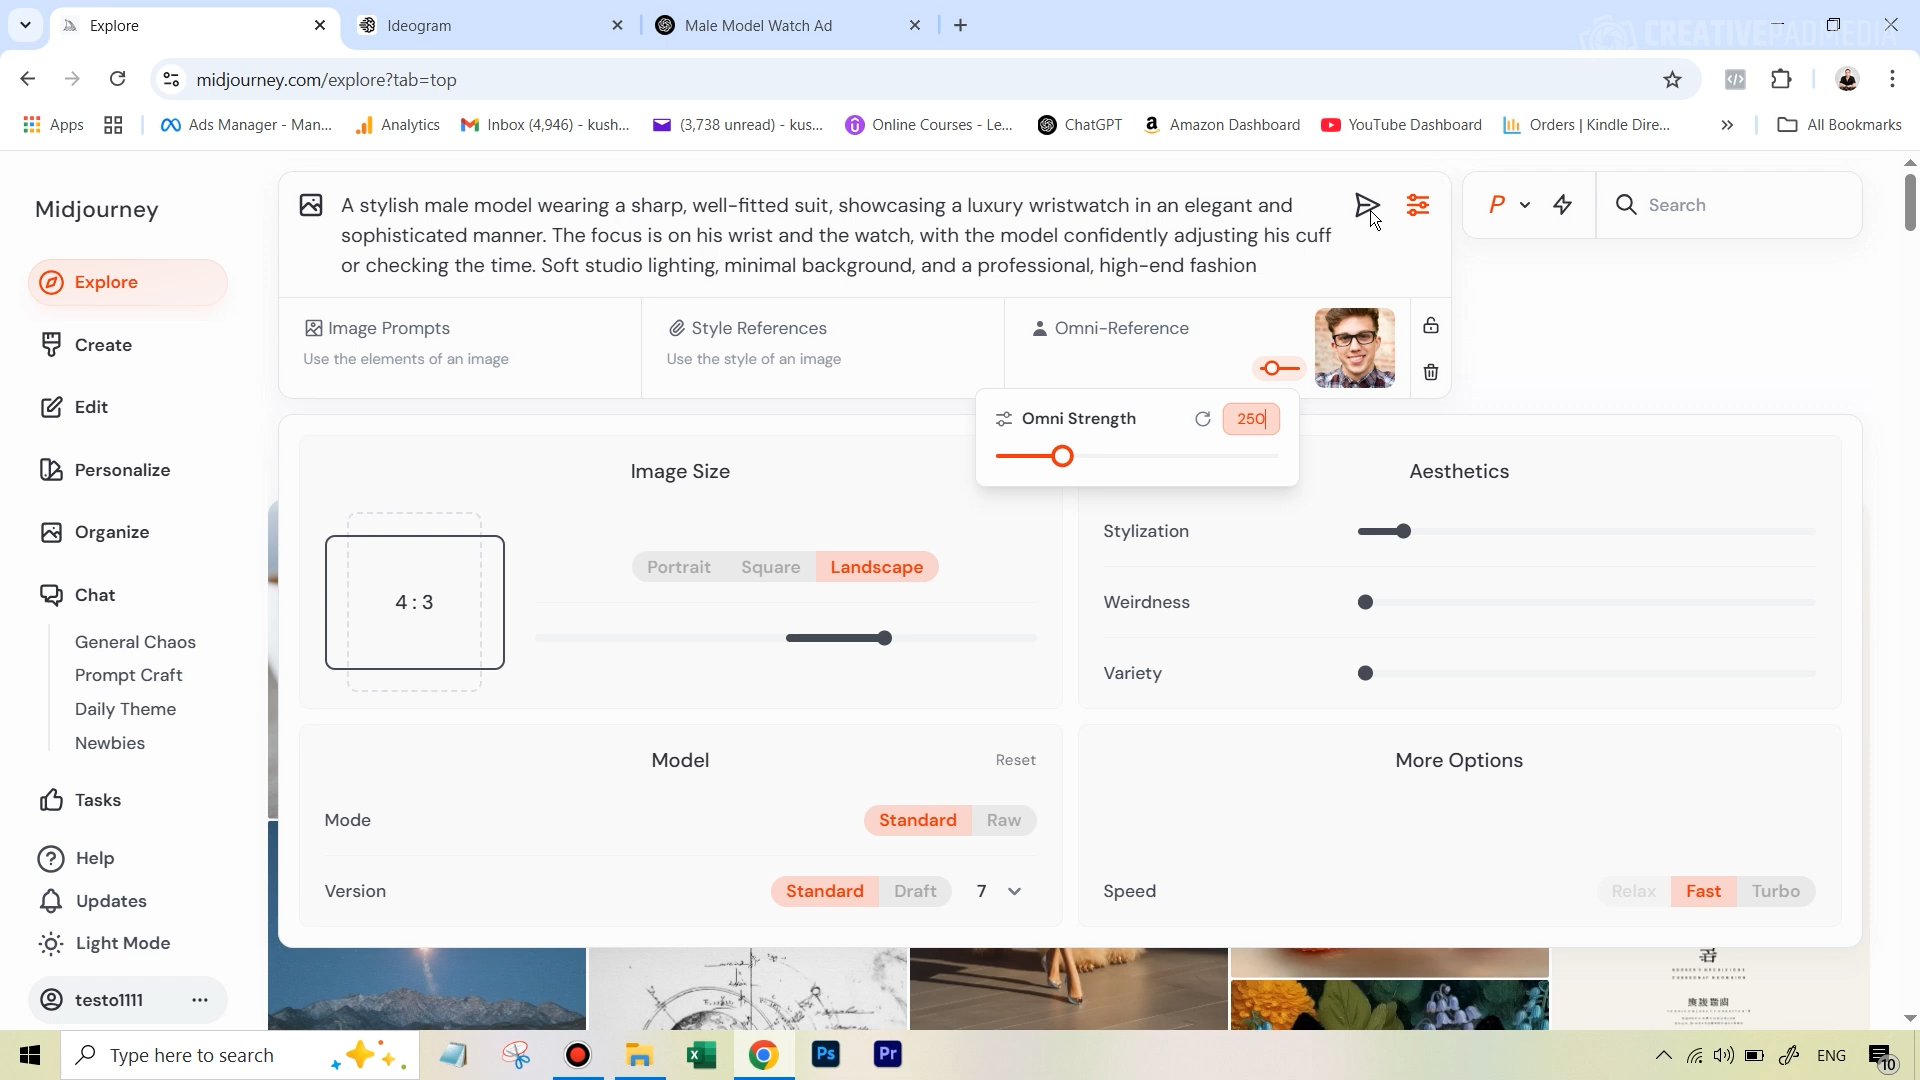 Explore
Ideogram
Male Model Watch Ad
CREATIVEPADMEDIA
midjourney.com/explore?tab=top
Apps
Ads Manager - Man...
Analytics
Inbox (4,946) - kush...
(3,738 unread) - kus...
Online Courses - Le...
ChatGPT
Amazon Dashboard
YouTube Dashboard
Orders | Kindle Dire...
All Bookmarks
Midjourney
Explore
Create
Edit
Personalize
Organize
Chat
General Chaos
Prompt Craft
Daily Theme
Newbies
Tasks
Help
Updates
Light Mode
testo1111
A stylish male model wearing a sharp, well-fitted suit, showcasing a luxury wristwatch in an elegant and
sophisticated manner. The focus is on his wrist and the watch, with the model confidently adjusting his cuff
or checking the time. Soft studio lighting, minimal background, and a professional, high-end fashion
P
Search
Image Prompts
Use the elements of an image
Style References
Use the style of an image
Omni-Reference
Omni Strength
250
Image Size
4 : 3
Portrait
Square
Landscape
Aesthetics
Stylization
Weirdness
Variety
Model
Reset
Mode
Standard
Raw
Version
Standard
Draft
7
More Options
Speed
Relax
Fast
Turbo
Type here to search
Ps
Pr
ENG
10